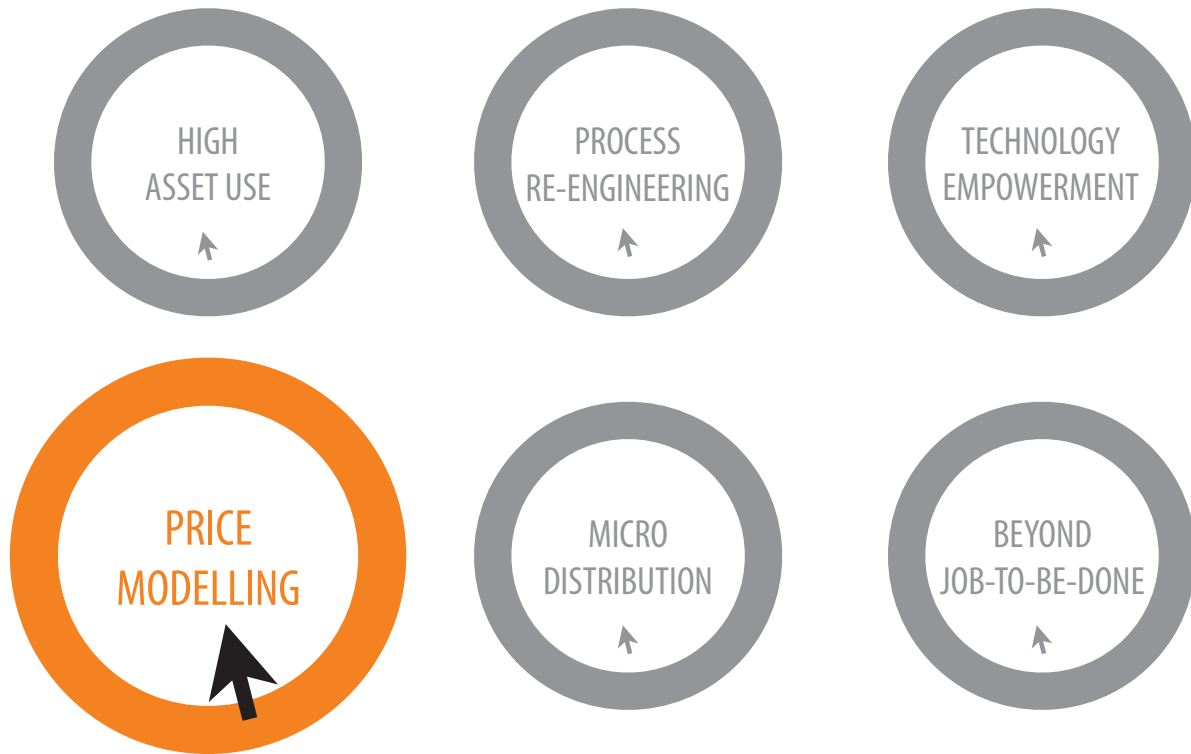 HIGH
ASSET USE
PROCESS
RE-ENGINEERING
TECHNOLOGY
EMPOWERMENT
PRICE
MODELLING
MICRO
DISTRIBUTION
BEYOND
JOB-TO-BE-DONE